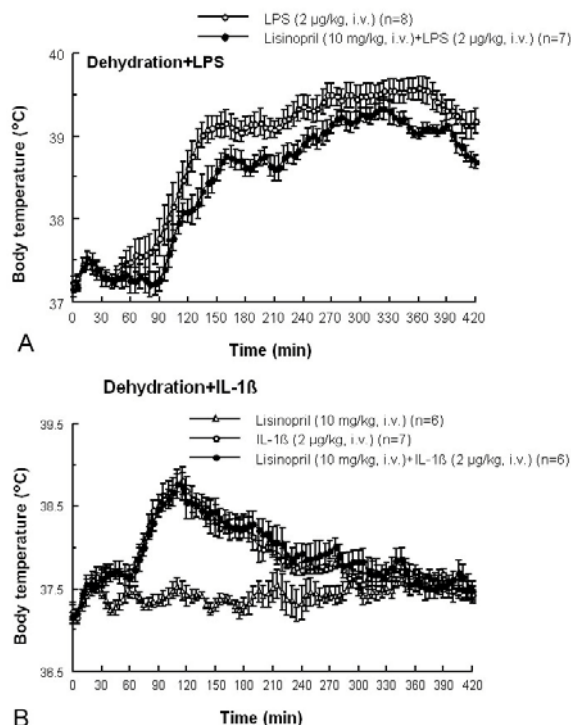 LPS (2 µg/kg, i.v.) (n=8)
Lisinopril (10 mg/kg, i.v.)+LPS (2 µg/kg, i.v.) (n=7)
Dehydration+LPS
Body temperature (°C)
40
39
38
37
0 30 60 90 120 150 180 210 240 270 300 330 360 390 420
Time (min)
A
Dehydration+IL-1ß
Lisinopril (10 mg/kg, i.v.) (n=6)
IL-1ß (2 µg/kg, i.v.) (n=7)
Lisinopril (10 mg/kg, i.v.)+IL-1ß (2 µg/kg, i.v.) (n=6)
Body temperature (°C)
39.5
38.5
37.5
36.5
0 30 60 90 120 150 180 210 240 270 300 330 360 390 420
Time (min)
B